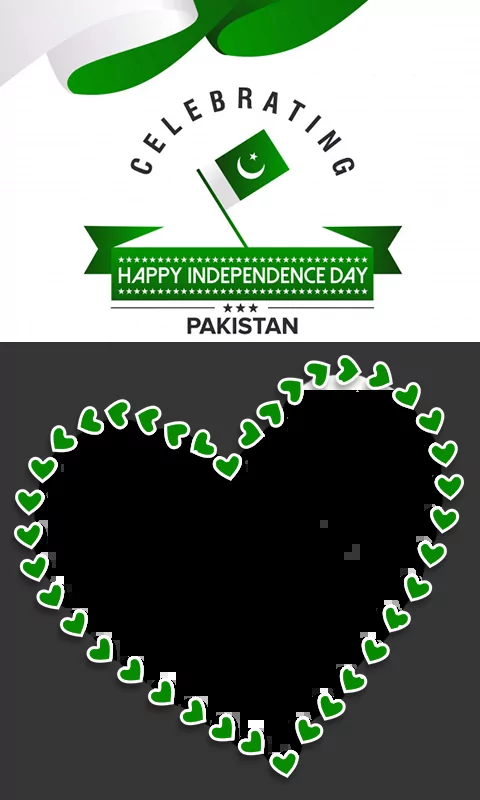 CELEBRATING
HAPPY INDEPENDENCE DAY
PAKISTAN